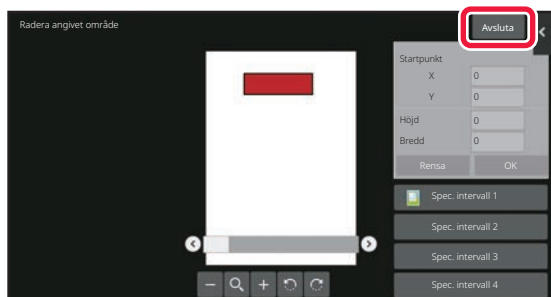 Radera angivet område
Avsluta
Startpunkt
X 0
Y 0
Höjd 0
Bredd 0
Rensa OK
Spec. intervall 1
Spec. intervall 2
Spec. intervall 3
Spec. intervall 4